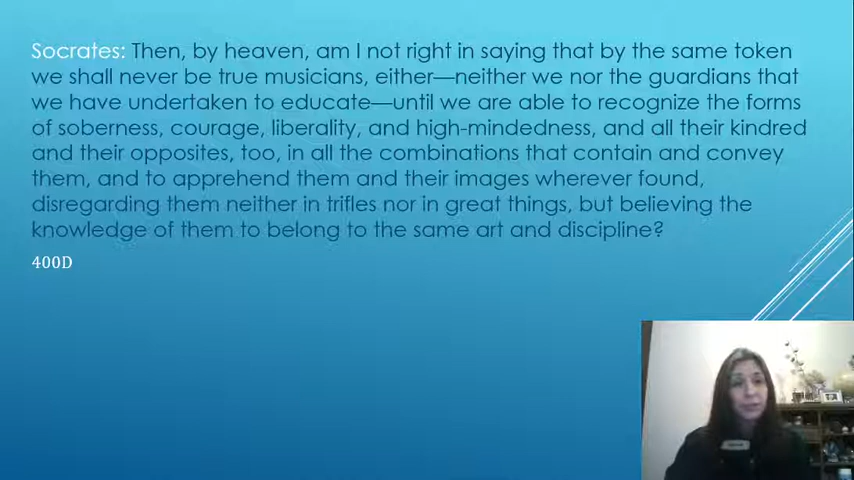 Socrates: Then, by heaven, am I not right in saying that by the same token
we shall never be true musicians, either—neither we nor the guardians that
we have undertaken to educate—until we are able to recognize the forms
of soberness, courage, liberality, and high-mindedness, and all their kindred
and their opposites, too, in all the combinations that contain and convey
them, and to apprehend them and their images wherever found,
disregarding them neither in trifles nor in great things, but believing the
knowledge of them to belong to the same art and discipline?
400D